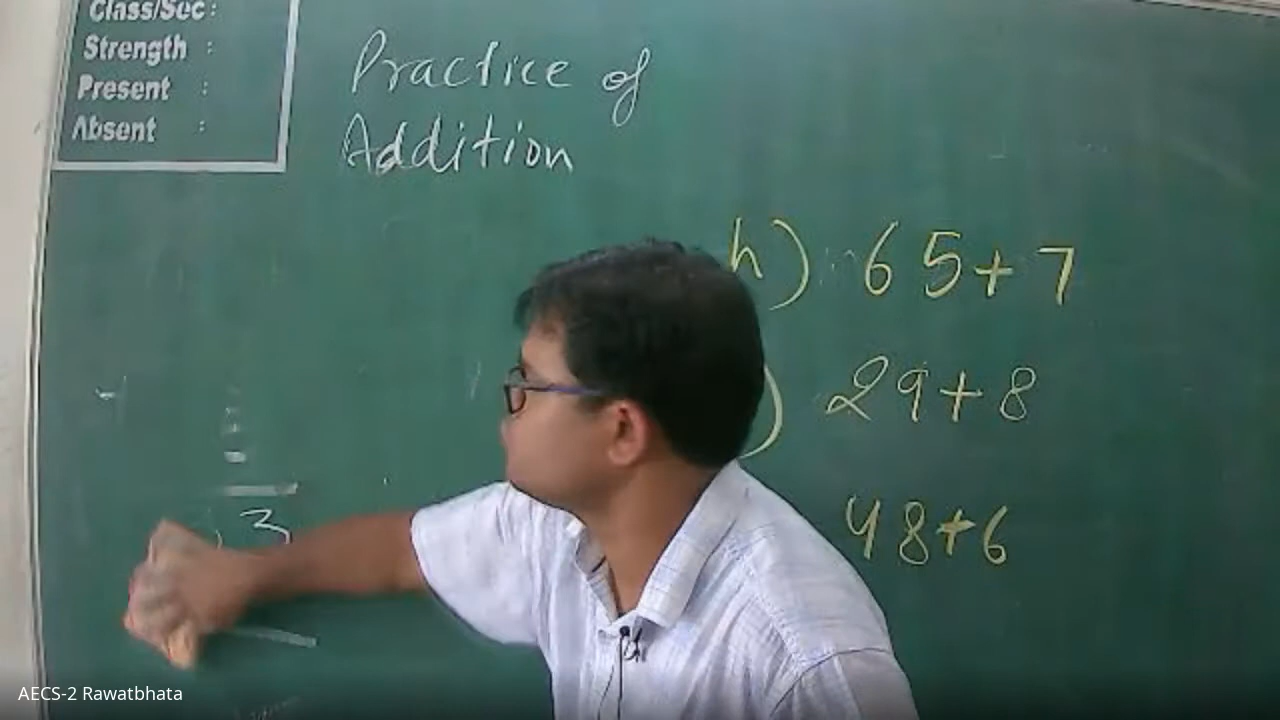 Class/Sec :
Strength :
Present :
Absent :
Practice of
Addition
h) 65+7
) 29+8
48+6
3
AECS-2 Rawatbhata